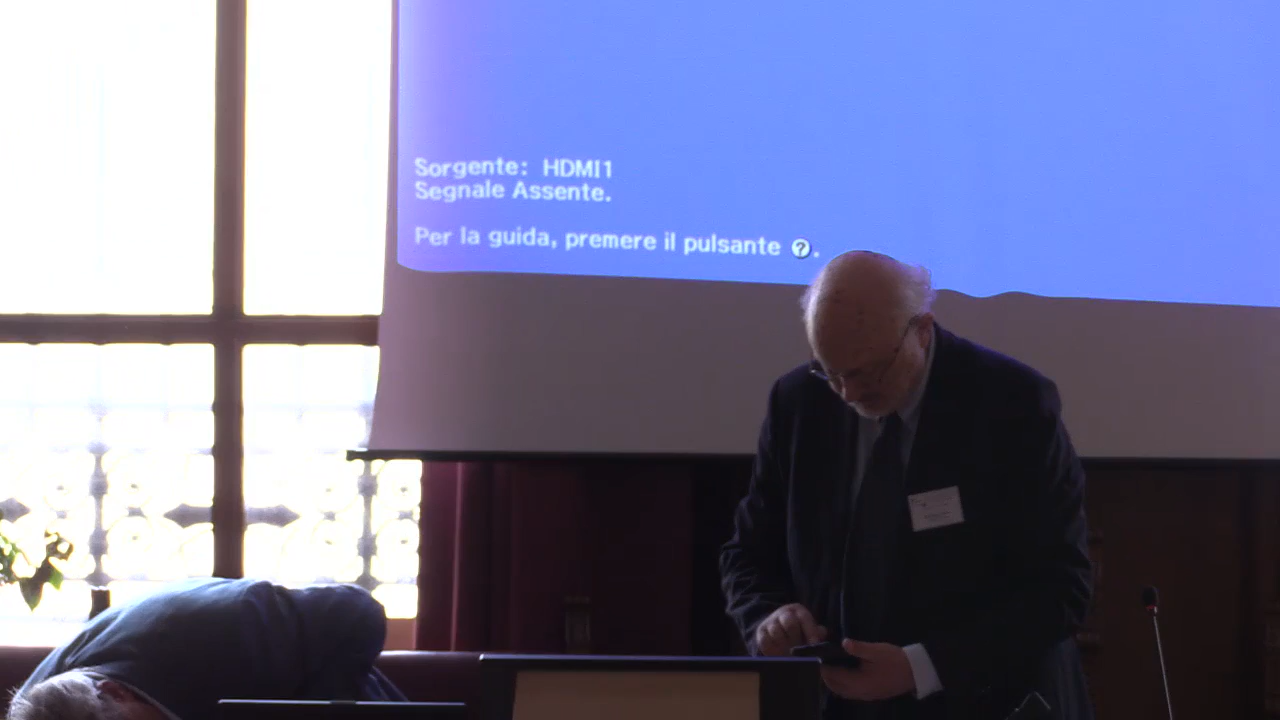 Sorgente: HDMI1
Segnale Assente.
Per la guida, premere il pulsante ?.